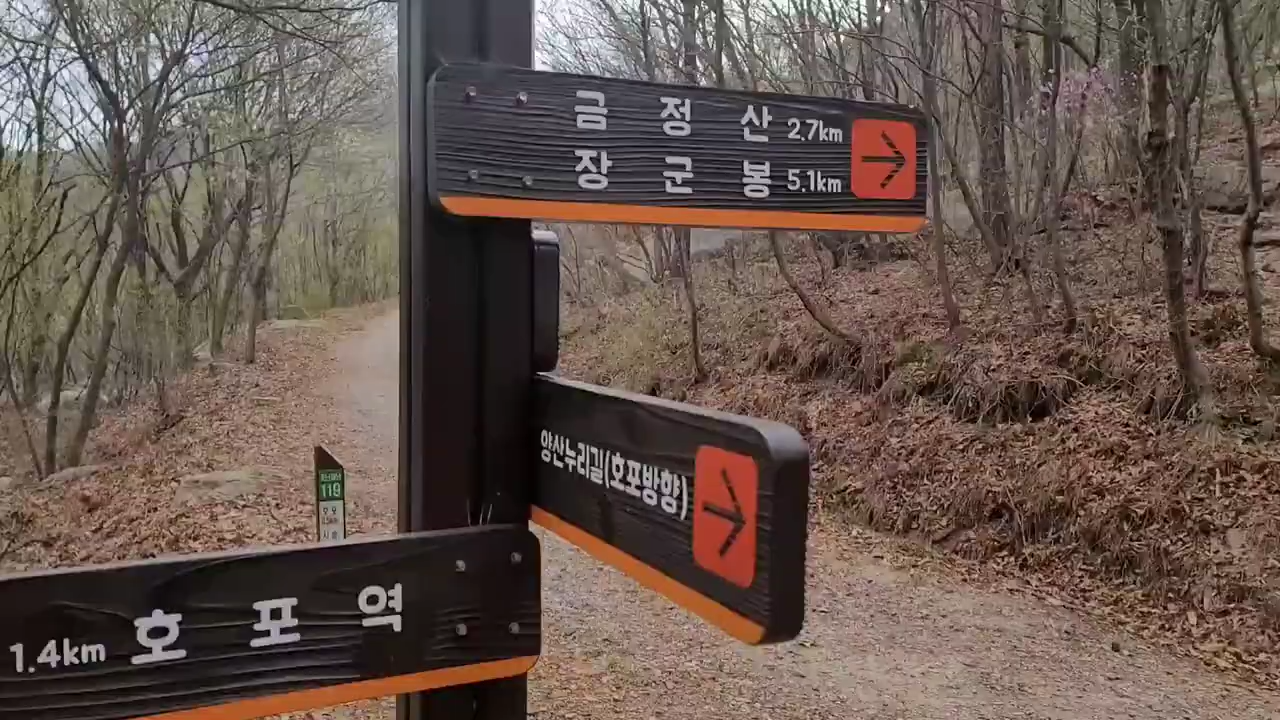 금 정 산 2.7km
장 군 봉 5.1km
양산누리길(호포방향)
119
1.4km 호 포 역